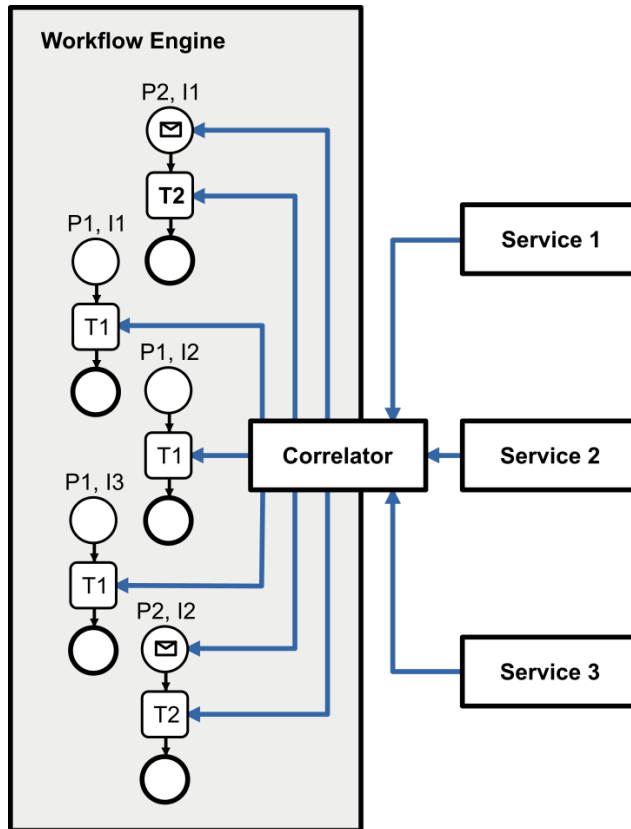 Workflow Engine
P2, I1
T2
P1, I1
Service 1
T1
P1, I2
T1
Correlator
Service 2
P1, I3
T1
P2, I2
Service 3
T2